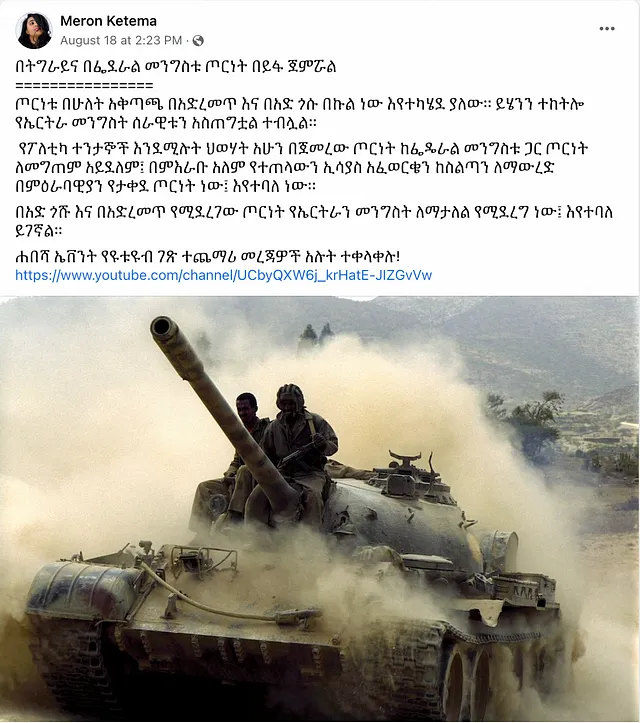 Meron Ketema
August 18 at 2:23 PM ·
በትግራይና በፌደራል መንግስቱ ጦርነት በይፋ ጀምሯል
================
ጦርነቱ በሁለት አቅጣጫ በአድረመጥ እና በአድ ጎሱ በኩል ነው እየተካሄደ ያለው። ይሄንን ተከትሎ
የኤርትራ መንግስት ሰራዊቱን አስጠግቷል ተብሏል።
የፖለቲካ ተንታኞች እንደሚሉት ህወሃት አሁን በጀመረው ጦርነት ከፌዴራል መንግስቱ ጋር ጦርነት
ለመግጠም አይደለም፤ በምእራቡ አለም የተጠላውን ኢሳያስ አፈወርቄን ከስልጣን ለማውረድ
በምዕራባዊያን የታቀደ ጦርነት ነው፤ እየተባለ ነው።
በአድ ጎሹ እና በአድረመጥ የሚደረገው ጦርነት የኤርትራን መንግስት ለማታለል የሚደረግ ነው፤ እየተባለ
ይገኛል።
ሐበሻ ኤቨንት የዩቱዩብ ገጽ ተጨማሪ መረጃዎች አሉት ተቀላቀሉ!
https://www.youtube.com/channel/UCbyQXW6j_krHatE-JIZGvVw